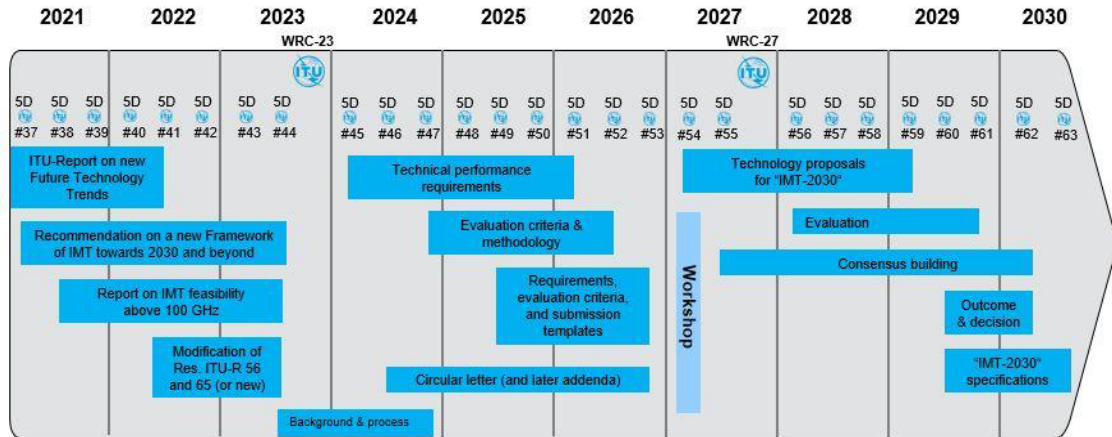 2021 2022 2023 2024 2025 2026 2027 2028 2029 2030
WRC-23 WRC-27
ITU ITU
5D 5D 5D 5D 5D 5D 5D 5D 5D 5D 5D 5D 5D 5D 5D 5D 5D 5D 5D 5D 5D 5D 5D 5D 5D 5D 5D
#37 #38 #39 #40 #41 #42 #43 #44 #45 #46 #47 #48 #49 #50 #51 #52 #53 #54 #55 #56 #57 #58 #59 #60 #61 #62 #63
ITU-Report on new
Future Technology
Trends
Recommendation on a new Framework
of IMT towards 2030 and beyond
Report on IMT feasibility
above 100 GHz
Modification of
Res. ITU-R 56
and 65 (or new)
Background & process
Technical performance
requirements
Evaluation criteria &
methodology
Requirements,
evaluation criteria,
and submission
templates
Circular letter (and later addenda)
Workshop
Technology proposals
for "IMT-2030"
Evaluation
Consensus building
Outcome
& decision
"IMT-2030"
specifications